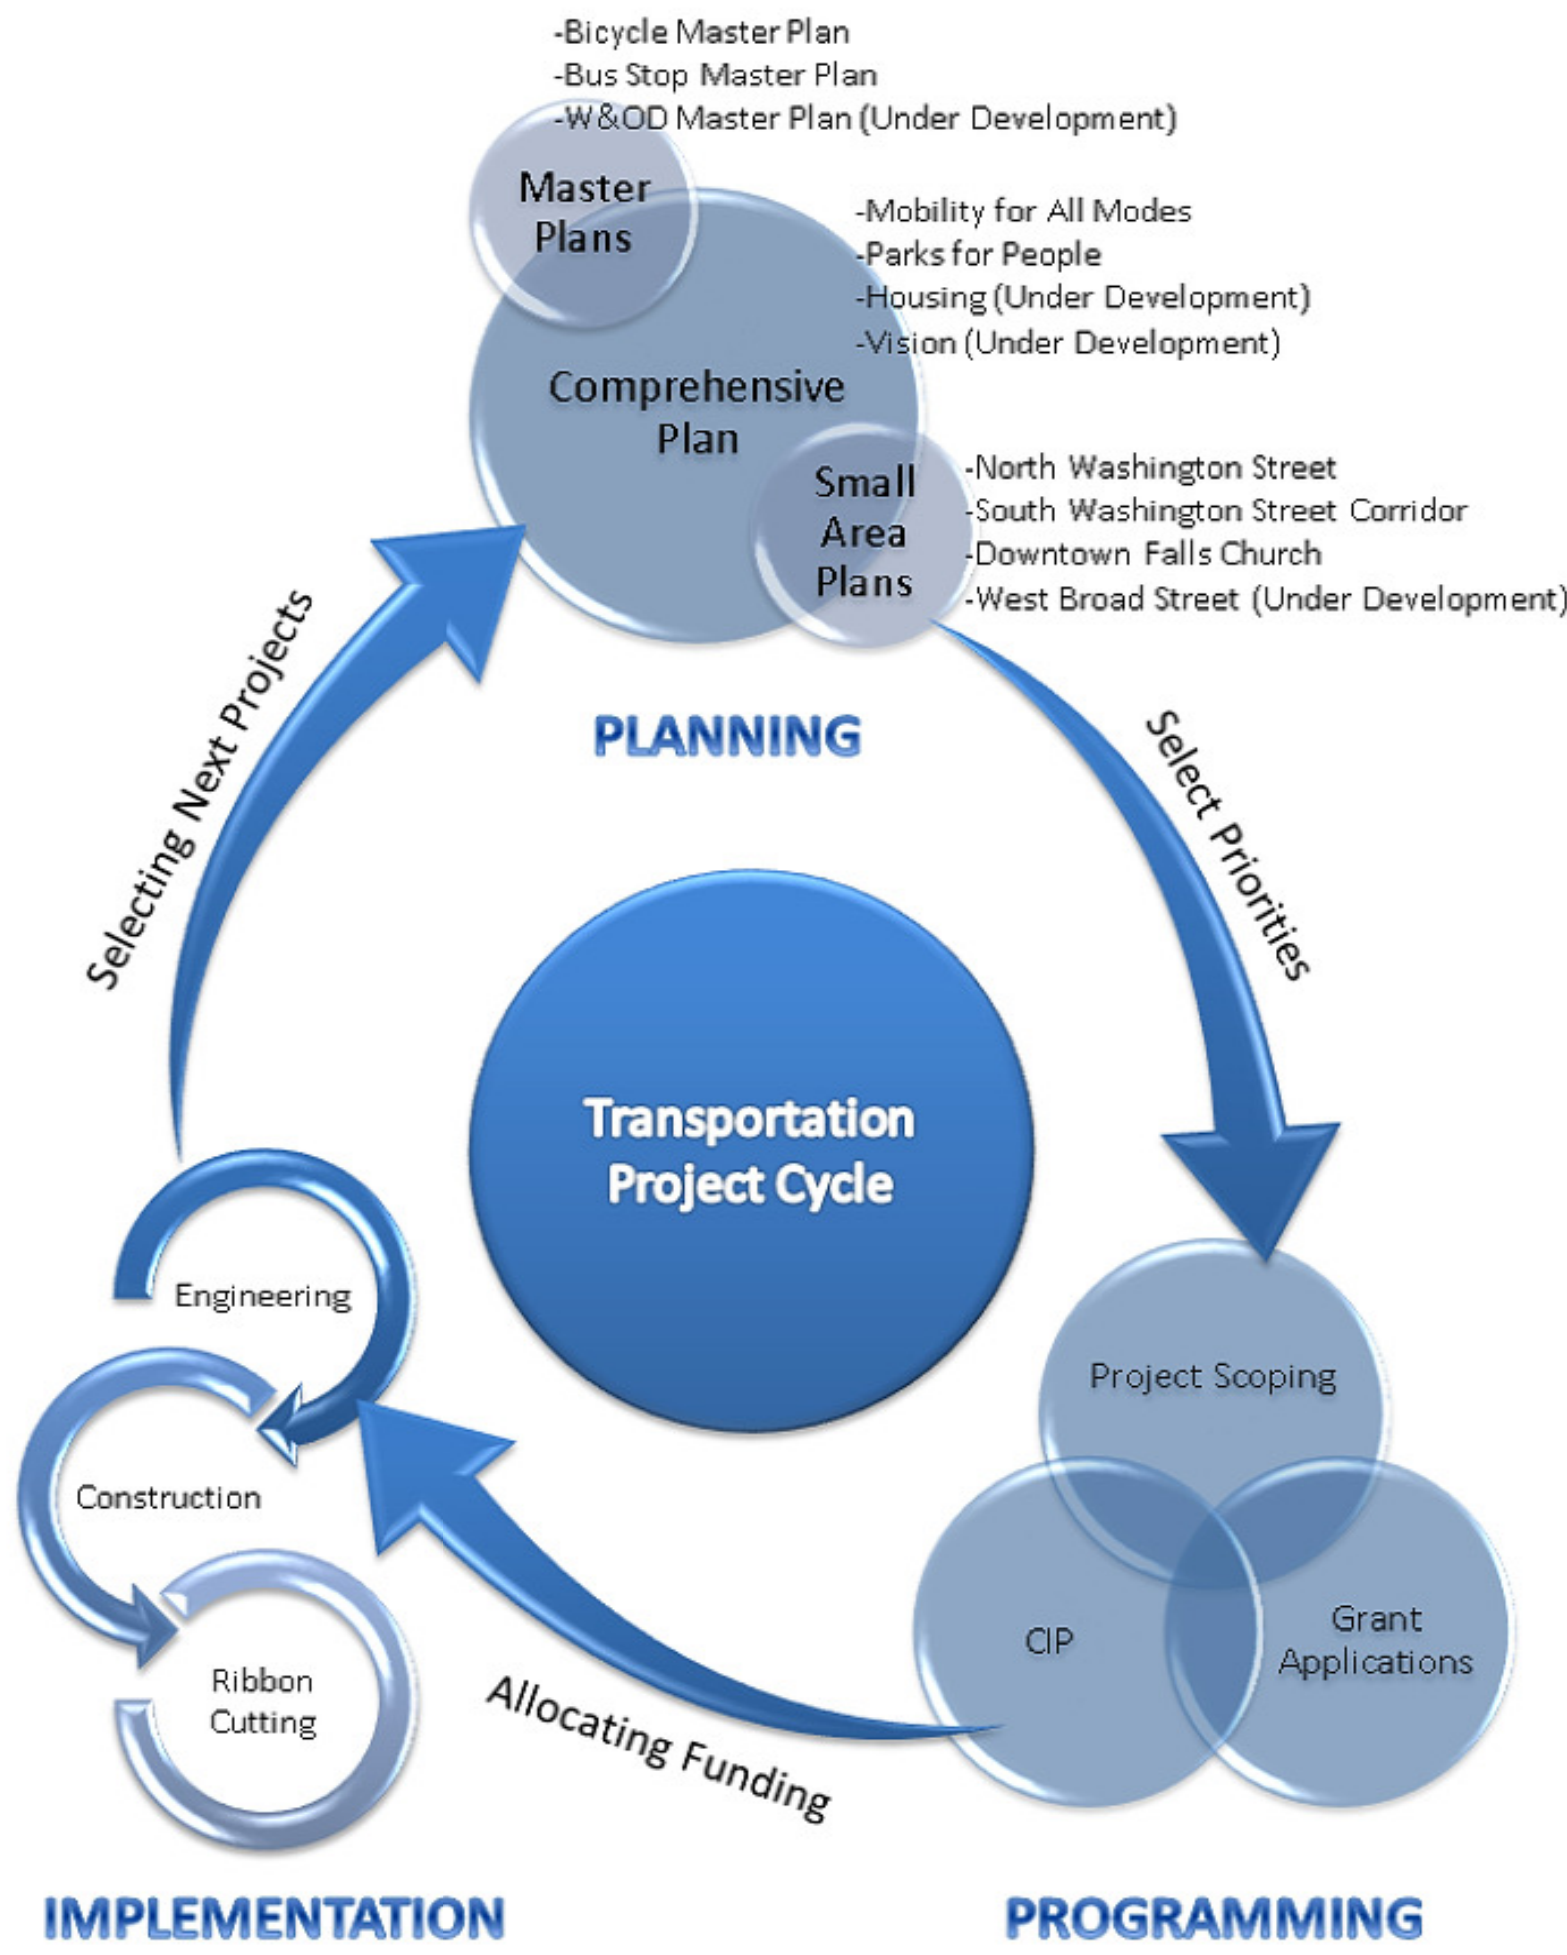 -Bicycle Master Plan
-Bus Stop Master Plan
-W&OD Master Plan (Under Development)
Master
Plans
-Mobility for All Modes
-Parks for People
-Housing (Under Development)
-Vision (Under Development)
Comprehensive
Plan
Small
Area
Plans
-North Washington Street
-South Washington Street Corridor
-Downtown Falls Church
-West Broad Street (Under Development)
PLANNING
Select Priorities
Selecting Next Projects
Transportation
Project Cycle
Engineering
Construction
Ribbon
Cutting
Project Scoping
CIP
Grant
Applications
Allocating Funding
IMPLEMENTATION
PROGRAMMING